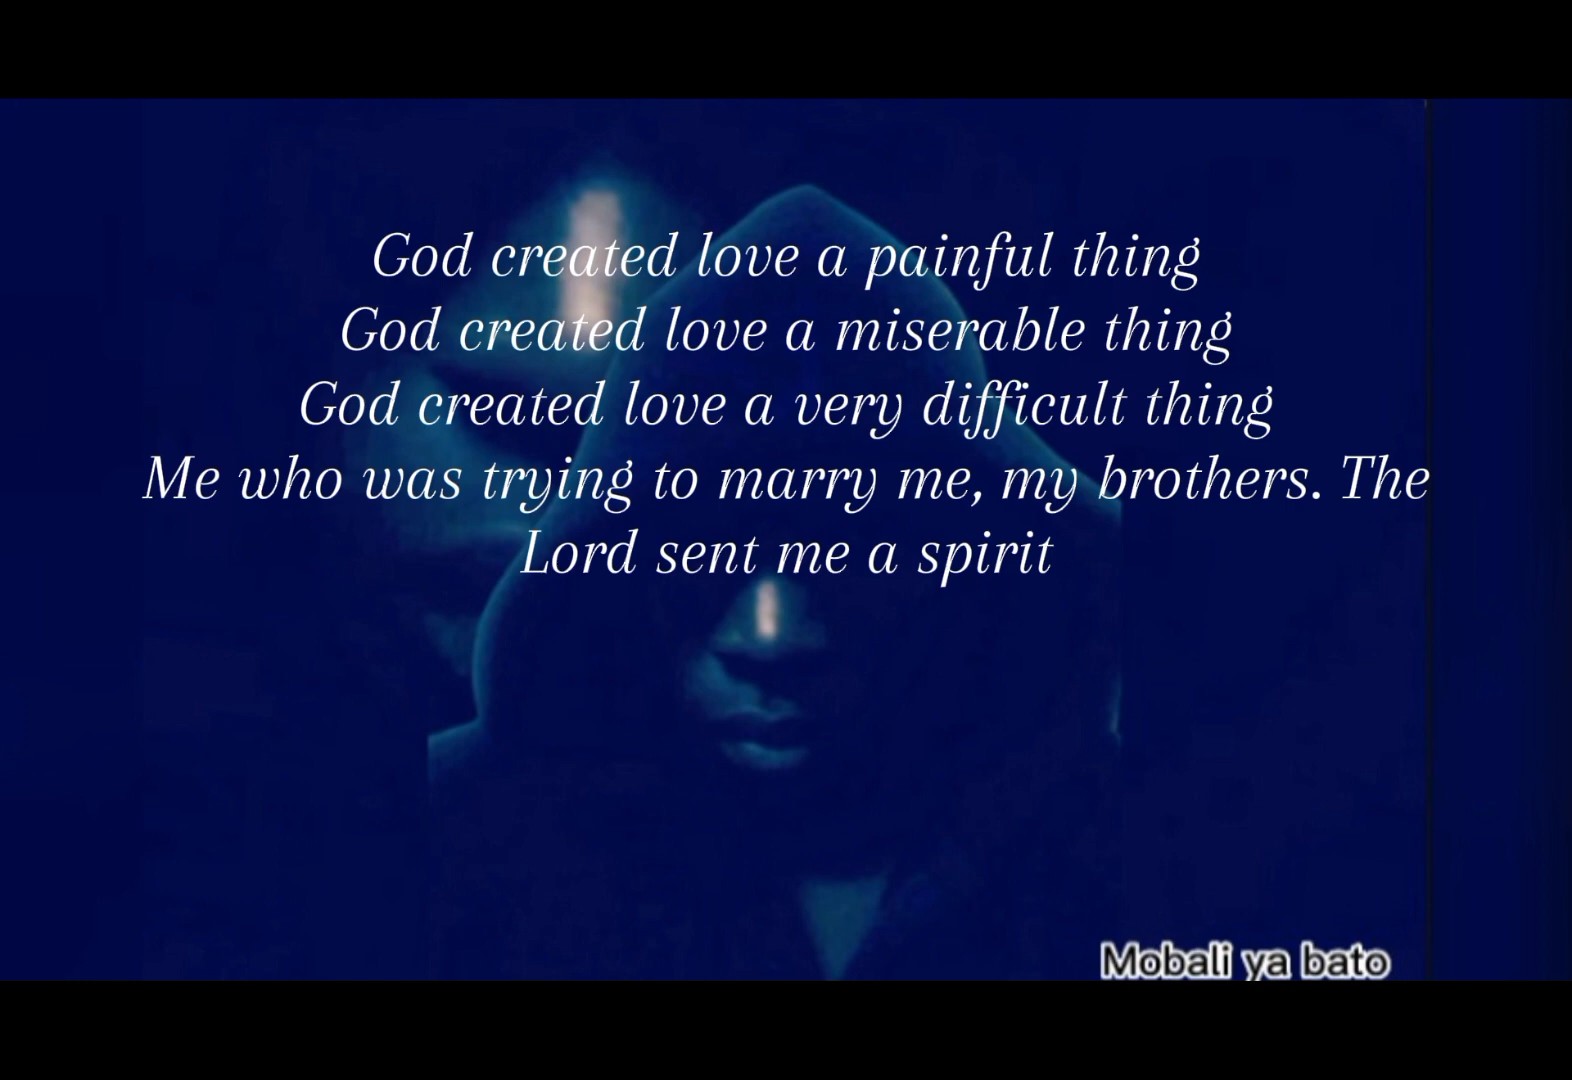 God created love a painful thing
God created love a miserable thing
God created love a very difficult thing
Me who was trying to marry me, my brothers. The
Lord sent me a spirit
Mobali ya bato